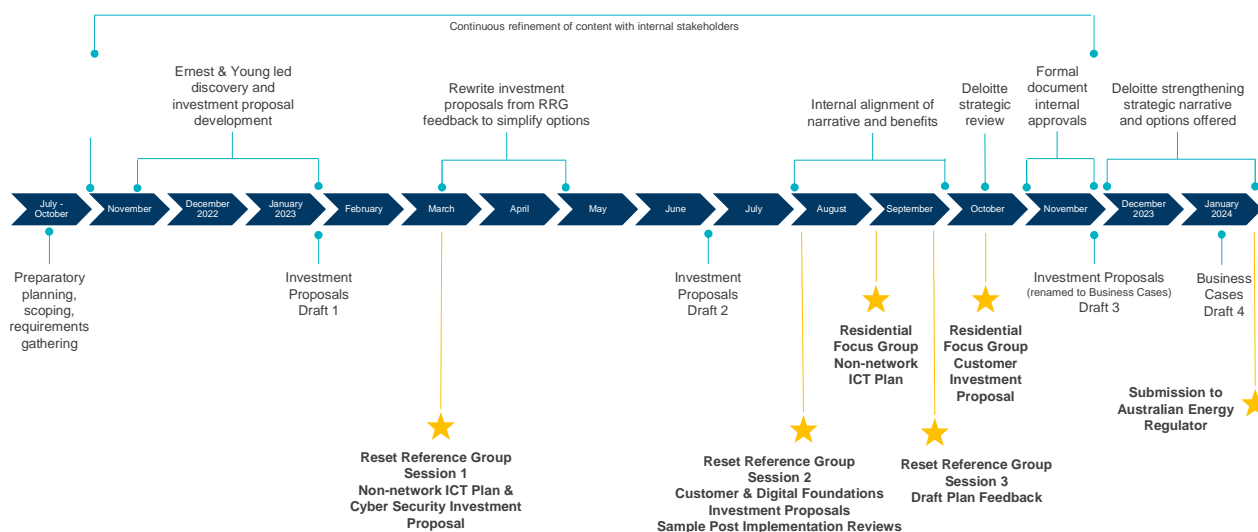 Continuous refinement of content with internal stakeholders
Ernest & Young led
discovery and
investment proposal
development
Rewrite investment
proposals from RRG
feedback to simplify options
Internal alignment of
narrative and benefits
Deloitte
strategic
review
Formal
document
internal
approvals
Deloitte strengthening
strategic narrative
and options offered
July -
October
November
December
2022
January
2023
February
March
April
May
June
July
August
September
October
November
December
2023
January
2024
Preparatory
planning,
scoping,
requirements
gathering
Investment
Proposals
Draft 1
Investment
Proposals
Draft 2
Investment Proposals
(renamed to Business Cases)
Draft 3
Business
Cases
Draft 4
Residential
Focus Group
Non-network
ICT Plan
Residential
Focus Group
Customer
Investment
Proposal
Submission to
Australian Energy
Regulator
Reset Reference Group
Session 1
Non-network ICT Plan &
Cyber Security Investment
Proposal
Reset Reference Group
Session 2
Customer & Digital Foundations
Investment Proposals
Sample Post Implementation Reviews
Reset Reference Group
Session 3
Draft Plan Feedback